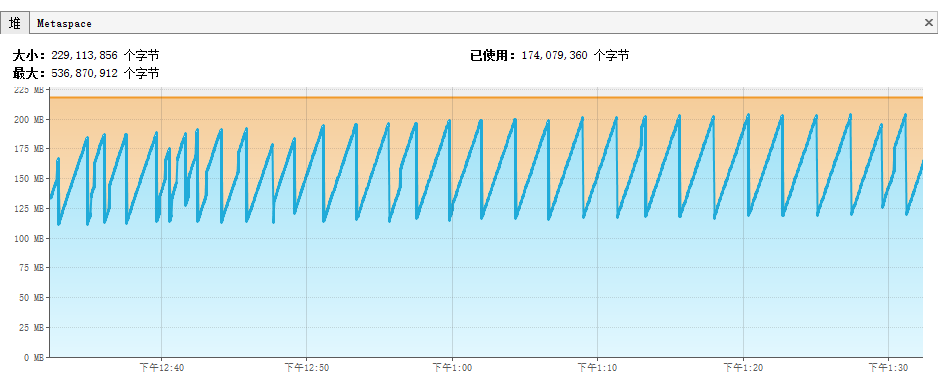 堆 Metaspace
大小: 229,113,856 个字节 已使用: 174,079,360 个字节
最大: 536,870,912 个字节
225 MB
200 MB
175 MB
150 MB
125 MB
100 MB
75 MB
50 MB
25 MB
0 MB
下午12:40 下午12:50 下午1:00 下午1:10 下午1:20 下午1:30